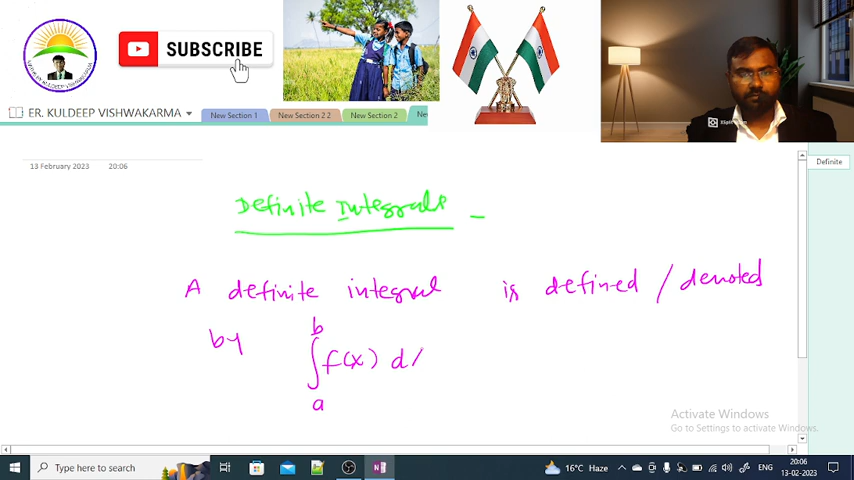 SUBSCRIBE
ER. KULDEEP VISHWAKARMA
New Section 1
New Section 2 2
New Section 2
Ne
Definite
13 February 2023 20:06
Definite Integrals -
A definite integral is defined / denoted
by
b
∫f(x) d/
a
Activate Windows
Go to Settings to activate Windows.
Type here to search
16°C Haze
ENG
20:06
13-02-2023